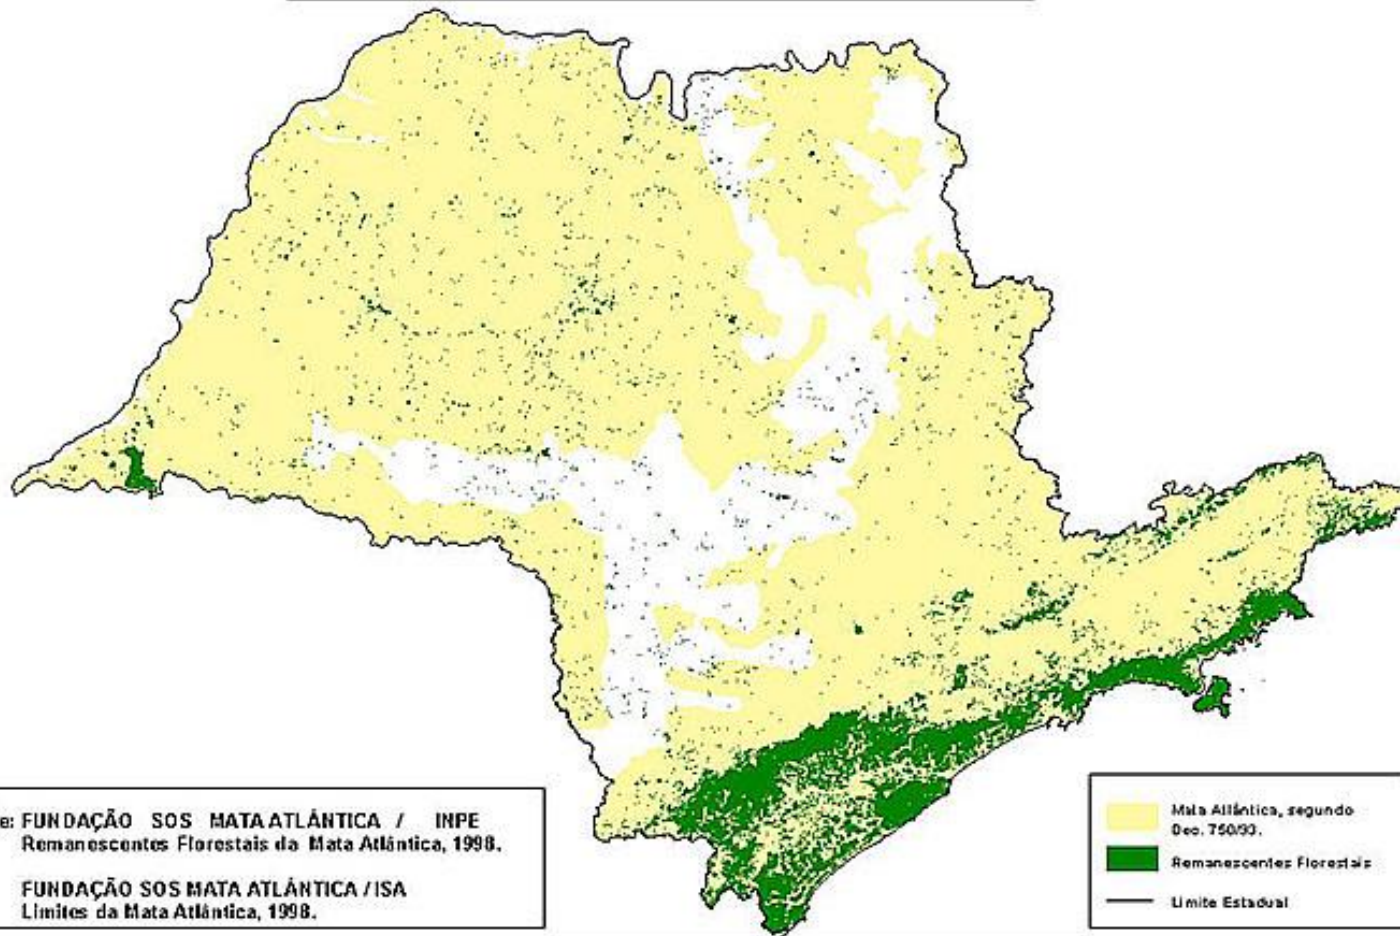 e: FUNDAÇÃO SOS MATA ATLÂNTICA / INPE
Remanescentes Florestais da Mata Atlântica, 1998.
FUNDAÇÃO SOS MATA ATLÂNTICA / ISA
Limites da Mata Atlântica, 1998.
Mata Atlântica, segundo
Dec. 750/93.
Remanescentes Florestais
Limite Estadual